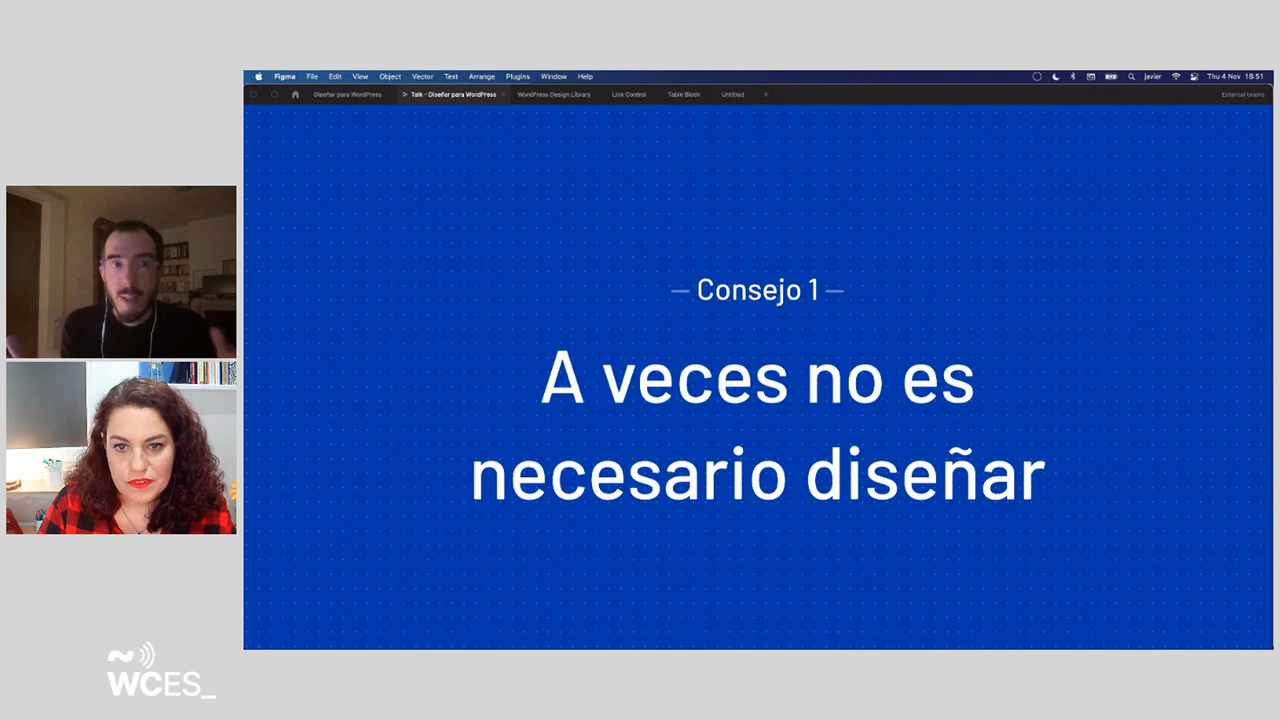 Figma File Edit View Object Vector Text Arrange Plugins Window Help
javier Thu 4 Nov 18:51
Diseñar para WordPress
Talk - Diseñar para WordPress
WordPress Design Library
Link Control
Table Block
Untitled
External teams
— Consejo 1 —
A veces no es
necesario diseñar
WCES_